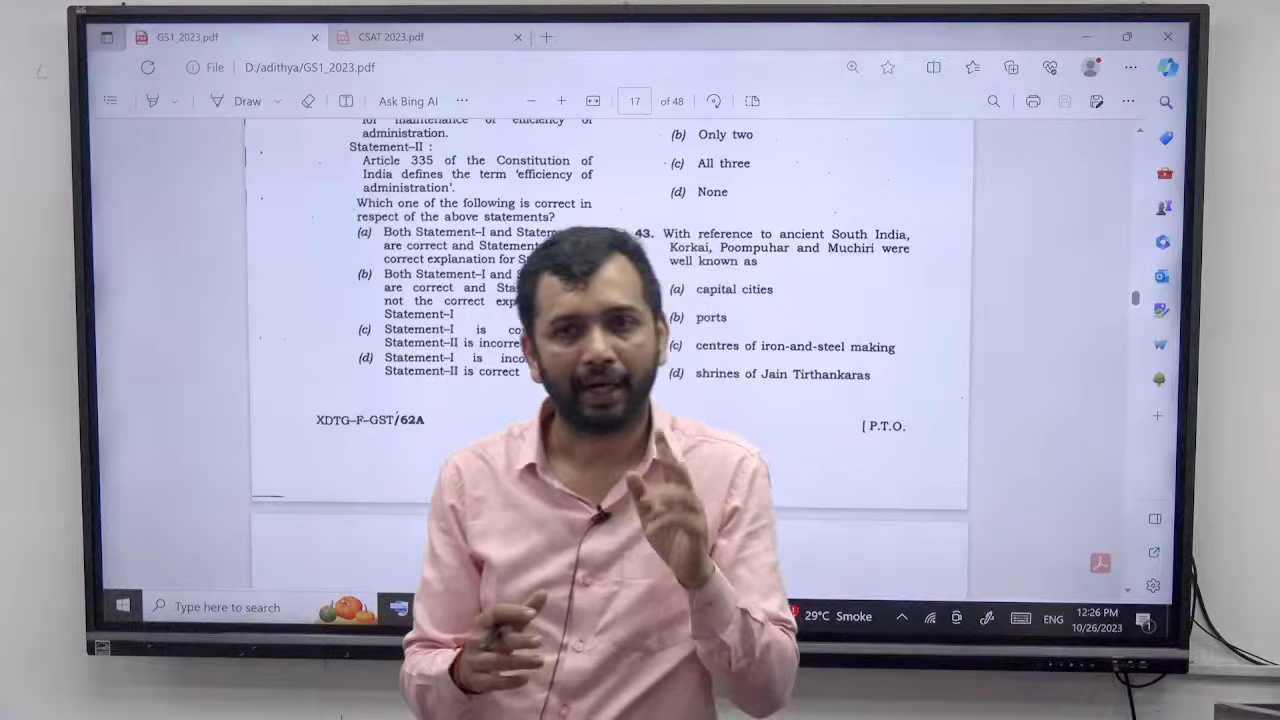 GS1_2023.pdf
CSAT 2023.pdf
File D:/adithya/GS1_2023.pdf
Draw
Ask Bing AI
17 of 48
for maintenance of efficiency of
administration.
Statement–II :
Article 335 of the Constitution of
India defines the term ‘efficiency of
administration’.
Which one of the following is correct in
respect of the above statements?
(a) Both Statement–I and
are correct and
correct explanation for
(b) Both Statement–I and
are correct and
not the correct
Statement–I
(c) Statement–I is
Statement–II is
(d) Statement–I is
Statement–II is correct
XDTG–F–GST/62A
(b) Only two
(c) All three
(d) None
43. With reference to ancient South India,
Korkai, Poompuhar and Muchiri were
well known as
(a) capital cities
(b) ports
(c) centres of iron-and-steel making
(d) shrines of Jain Tirthankaras
[ P.T.O.
Type here to search
29°C Smoke
ENG
12:26 PM
10/26/2023